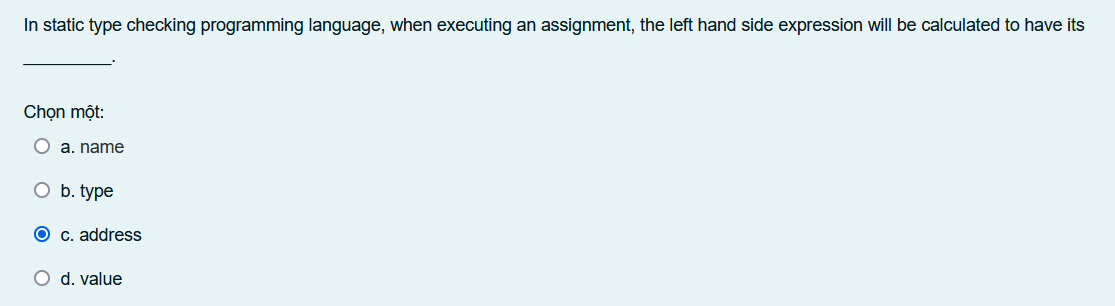 In static type checking programming language, when executing an assignment, the left hand side expression will be calculated to have its
__________.
Chọn một:
a. name
b. type
c. address
d. value